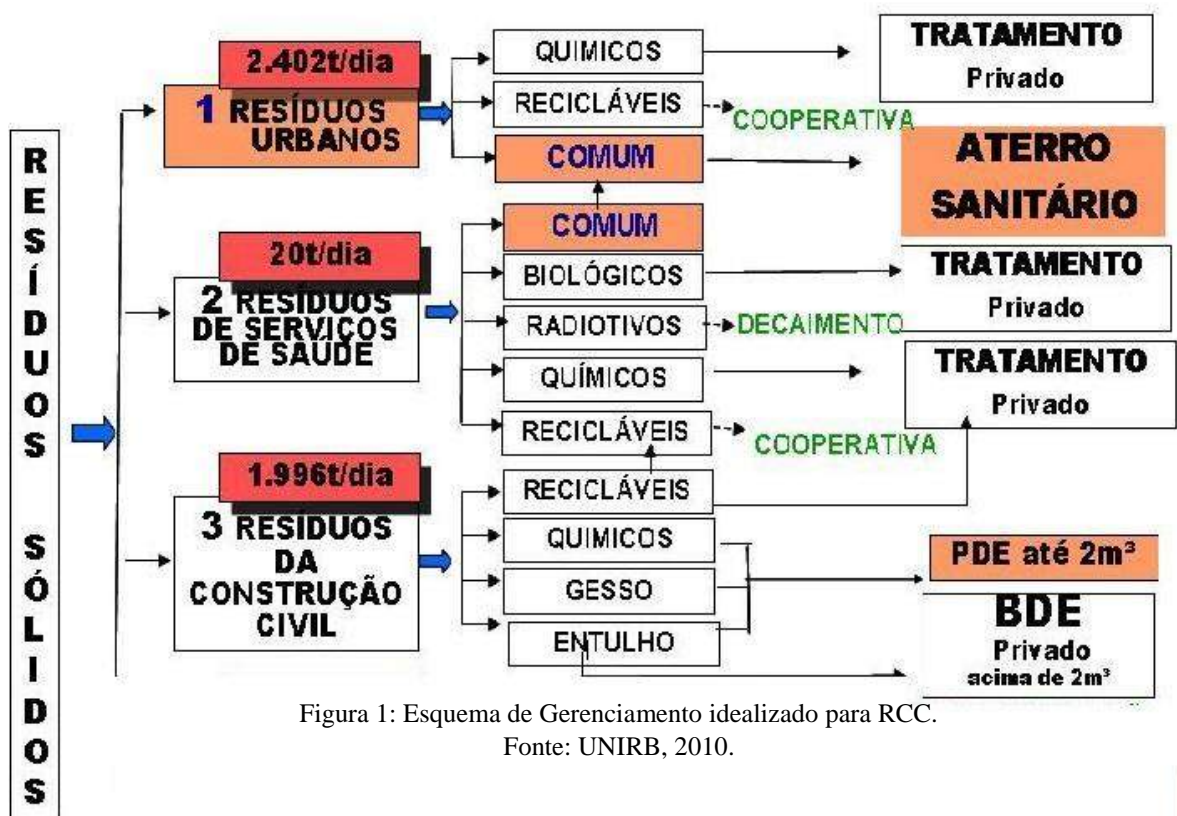 RESÍDUOS SÓLIDOS
2.402t/dia
1 RESÍDUOS
URBANOS
QUIMICOS
RECICLÁVEIS
COOPERATIVA
COMUM
TRATAMENTO
Privado
ATERRO
SANITÁRIO
20t/dia
2 RESÍDUOS
DE SERVIÇOS
DE SAÚDE
COMUM
BIOLÓGICOS
RADIOTIVOS
DECAIMENTO
QUÍMICOS
RECICLÁVEIS
COOPERATIVA
TRATAMENTO
Privado
TRATAMENTO
Privado
1.996t/dia
3 RESÍDUOS
DA
CONSTRUÇÃO
CIVIL
RECICLÁVEIS
QUIMICOS
GESSO
ENTULHO
PDE até 2m³
BDE
Privado
acima de 2m³
Figura 1: Esquema de Gerenciamento idealizado para RCC.
Fonte: UNIRB, 2010.